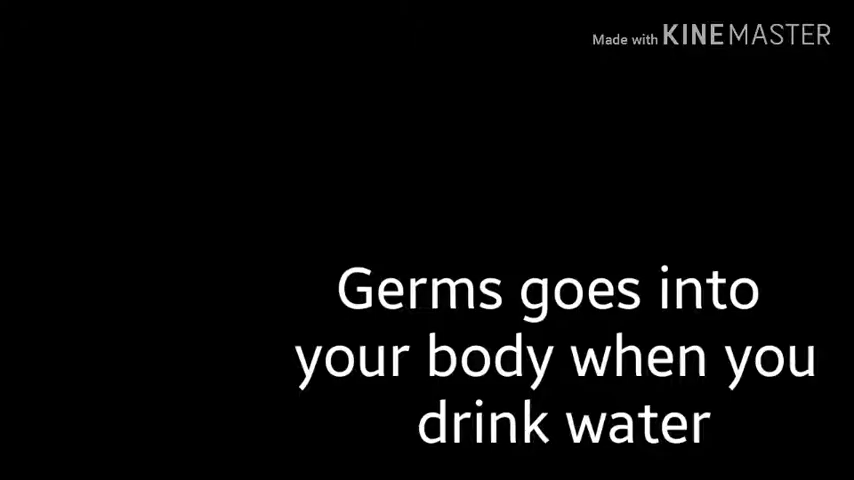 Made with KINEMASTER
Germs goes into
your body when you
drink water